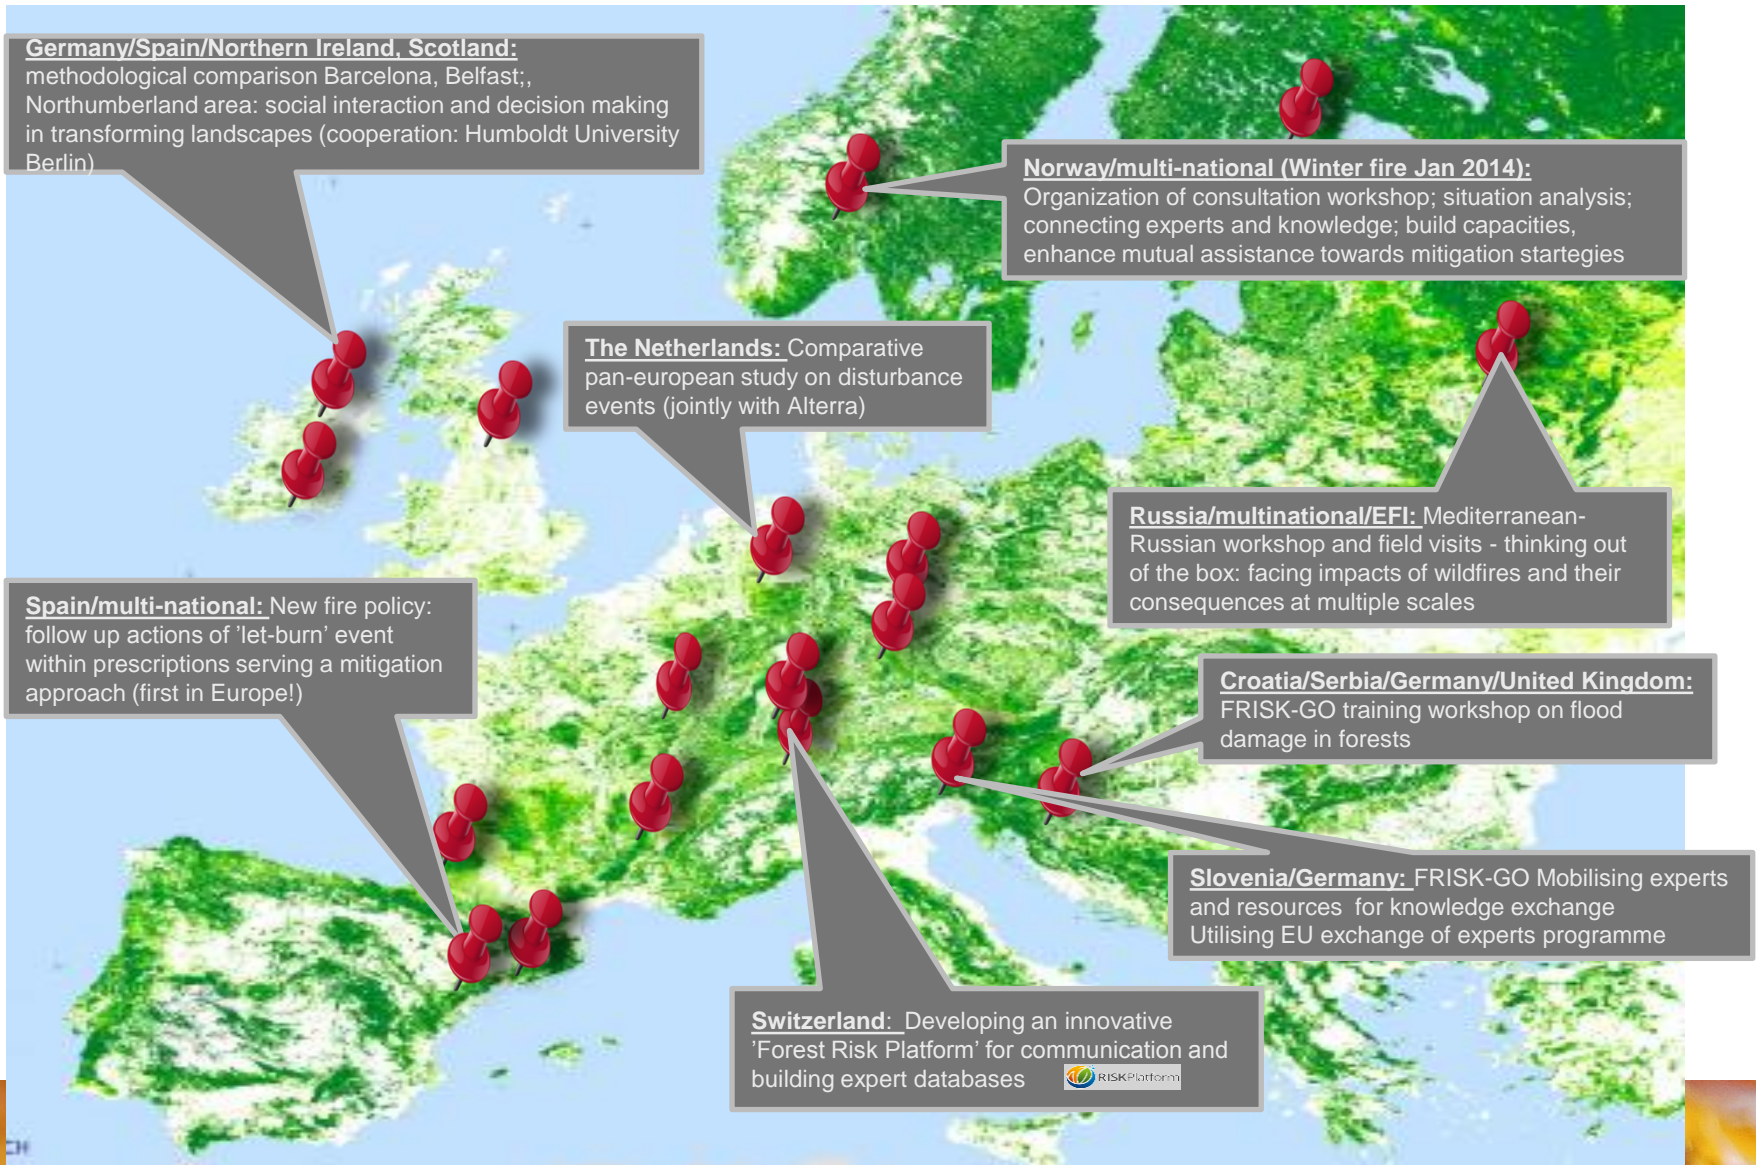 Germany/Spain/Northern Ireland, Scotland:
methodological comparison Barcelona, Belfast;,
Northumberland area: social interaction and decision making
in transforming landscapes (cooperation: Humboldt University
Berlin)
Norway/multi-national (Winter fire Jan 2014):
Organization of consultation workshop; situation analysis;
connecting experts and knowledge; build capacities,
enhance mutual assistance towards mitigation startegies
The Netherlands: Comparative
pan-european study on disturbance
events (jointly with Alterra)
Russia/multinational/EFI: Mediterranean-
Russian workshop and field visits - thinking out
of the box: facing impacts of wildfires and their
consequences at multiple scales
Spain/multi-national: New fire policy:
follow up actions of ’let-burn’ event
within prescriptions serving a mitigation
approach (first in Europe!)
Croatia/Serbia/Germany/United Kingdom:
FRISK-GO training workshop on flood
damage in forests
Slovenia/Germany: FRISK-GO Mobilising experts
and resources for knowledge exchange
Utilising EU exchange of experts programme
Switzerland: Developing an innovative
’Forest Risk Platform’ for communication and
building expert databases
RISKPlatform
CH